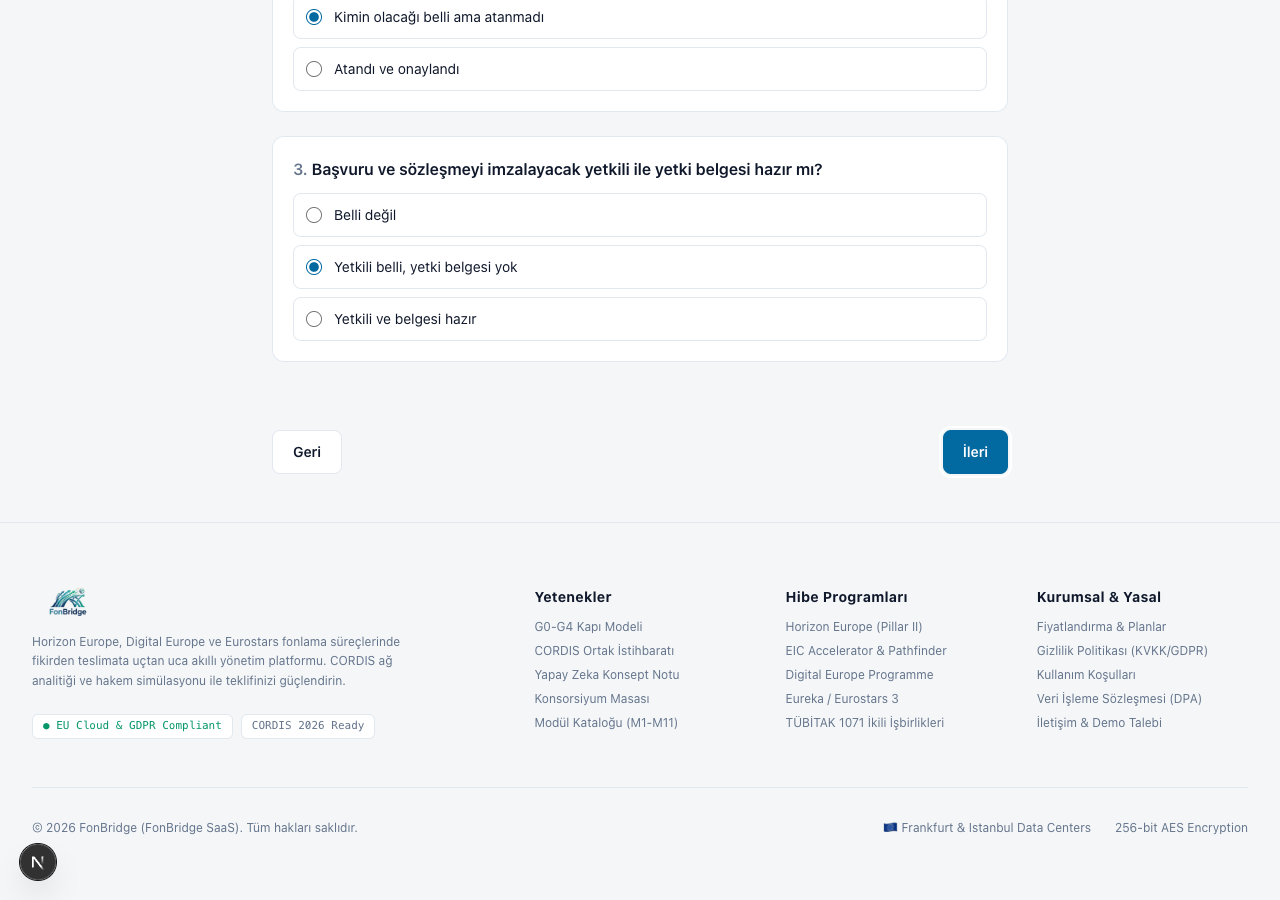 Kimin olacağı belli ama atanmadı
Atandı ve onaylandı
3. Başvuru ve sözleşmeyi imzalayacak yetkili ile yetki belgesi hazır mı?
Belli değil
Yetkili belli, yetki belgesi yok
Yetkili ve belgesi hazır
Geri
İleri
FonBridge
Horizon Europe, Digital Europe ve Eurostars fonlama süreçlerinde
fikirden teslimata uçtan uca akıllı yönetim platformu. CORDIS ağ
analitiği ve hakem simülasyonu ile teklifinizi güçlendirin.
EU Cloud & GDPR Compliant
CORDIS 2026 Ready
Yetenekler
G0-G4 Kapı Modeli
CORDIS Ortak İstihbaratı
Yapay Zeka Konsept Notu
Konsorsiyum Masası
Modül Kataloğu (M1-M11)
Hibe Programları
Horizon Europe (Pillar II)
EIC Accelerator & Pathfinder
Digital Europe Programme
Eureka / Eurostars 3
TÜBİTAK 1071 İkili İşbirlikleri
Kurumsal & Yasal
Fiyatlandırma & Planlar
Gizlilik Politikası (KVKK/GDPR)
Kullanım Koşulları
Veri İşleme Sözleşmesi (DPA)
İletişim & Demo Talebi
© 2026 FonBridge (FonBridge SaaS). Tüm hakları saklıdır.
Frankfurt & Istanbul Data Centers
256-bit AES Encryption
N